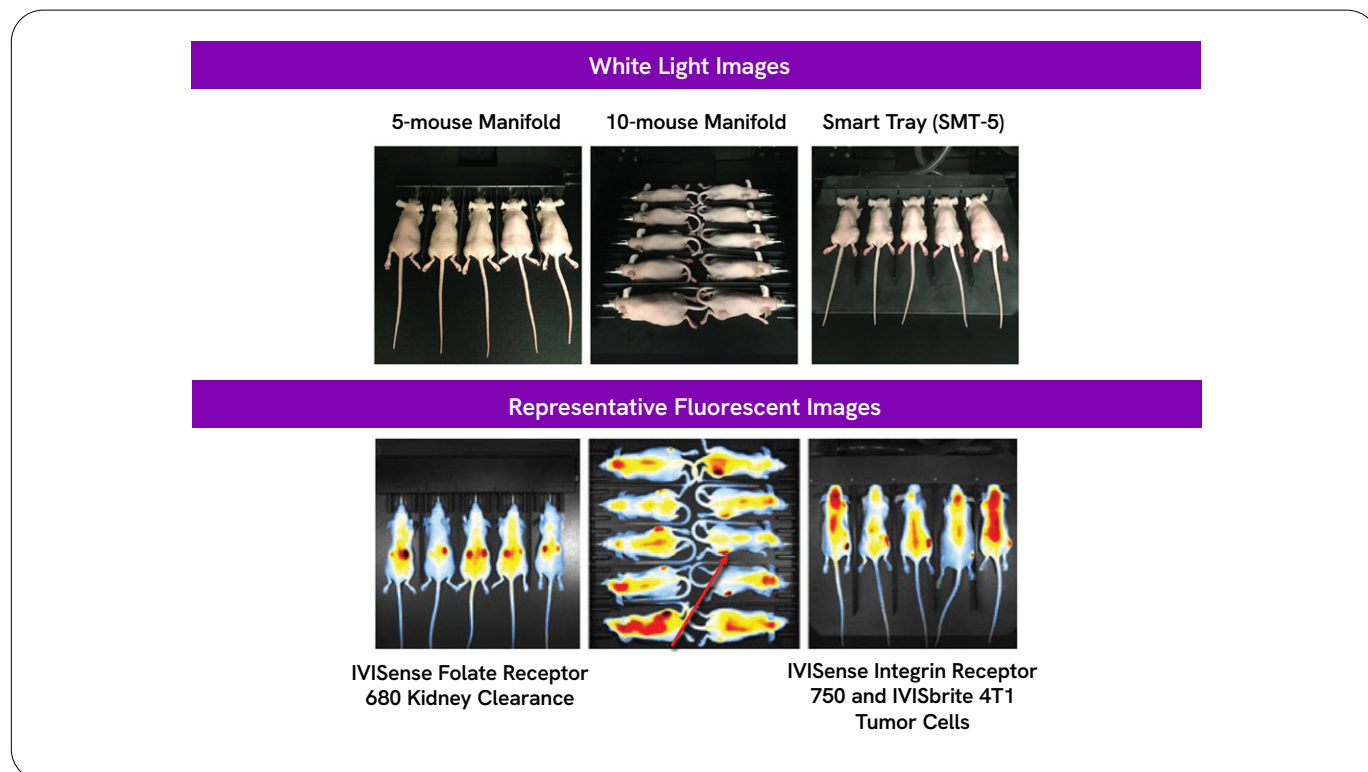 White Light Images
5-mouse Manifold
10-mouse Manifold
Smart Tray (SMT-5)
Representative Fluorescent Images
IVISense Folate Receptor
680 Kidney Clearance
IVISense Integrin Receptor
750 and IVISbrite 4T1
Tumor Cells